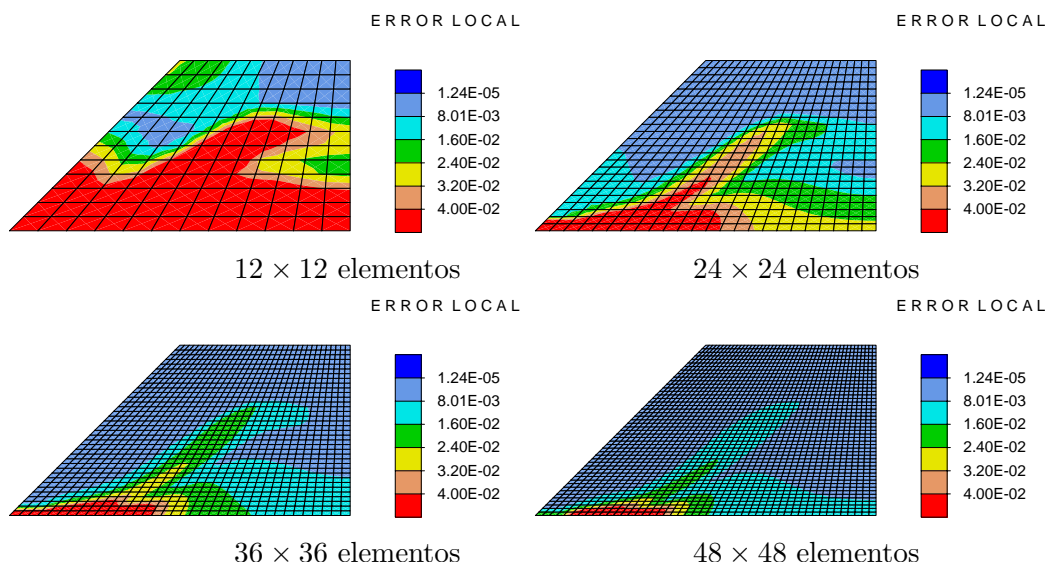 ERROR LOCAL
1.24E-05
8.01E-03
1.60E-02
2.40E-02
3.20E-02
4.00E-02
12 × 12 elementos
ERROR LOCAL
1.24E-05
8.01E-03
1.60E-02
2.40E-02
3.20E-02
4.00E-02
24 × 24 elementos
ERROR LOCAL
1.24E-05
8.01E-03
1.60E-02
2.40E-02
3.20E-02
4.00E-02
36 × 36 elementos
ERROR LOCAL
1.24E-05
8.01E-03
1.60E-02
2.40E-02
3.20E-02
4.00E-02
48 × 48 elementos